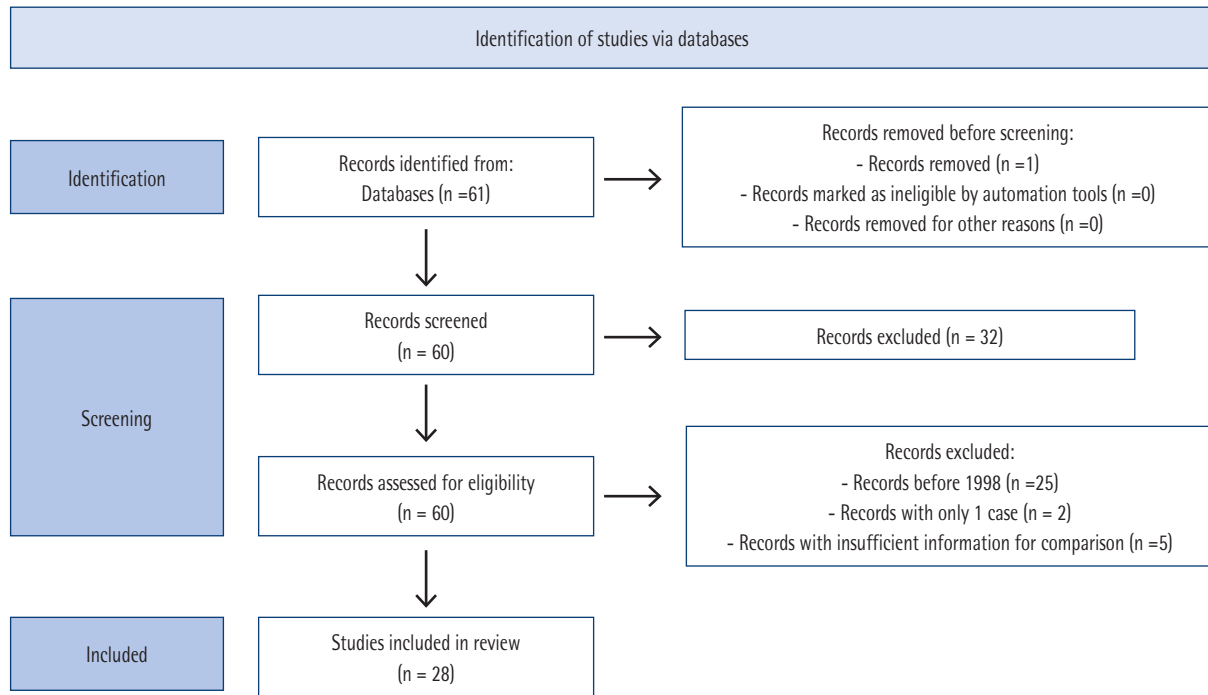 Identification of studies via databases
Identification
Records identified from:
Databases (n =61)
Records removed before screening:
- Records removed (n =1)
- Records marked as ineligible by automation tools (n =0)
- Records removed for other reasons (n =0)
Screening
Records screened
(n = 60)
Records excluded (n = 32)
Records assessed for eligibility
(n = 60)
Records excluded:
- Records before 1998 (n =25)
- Records with only 1 case (n = 2)
- Records with insufficient information for comparison (n =5)
Included
Studies included in review
(n = 28)